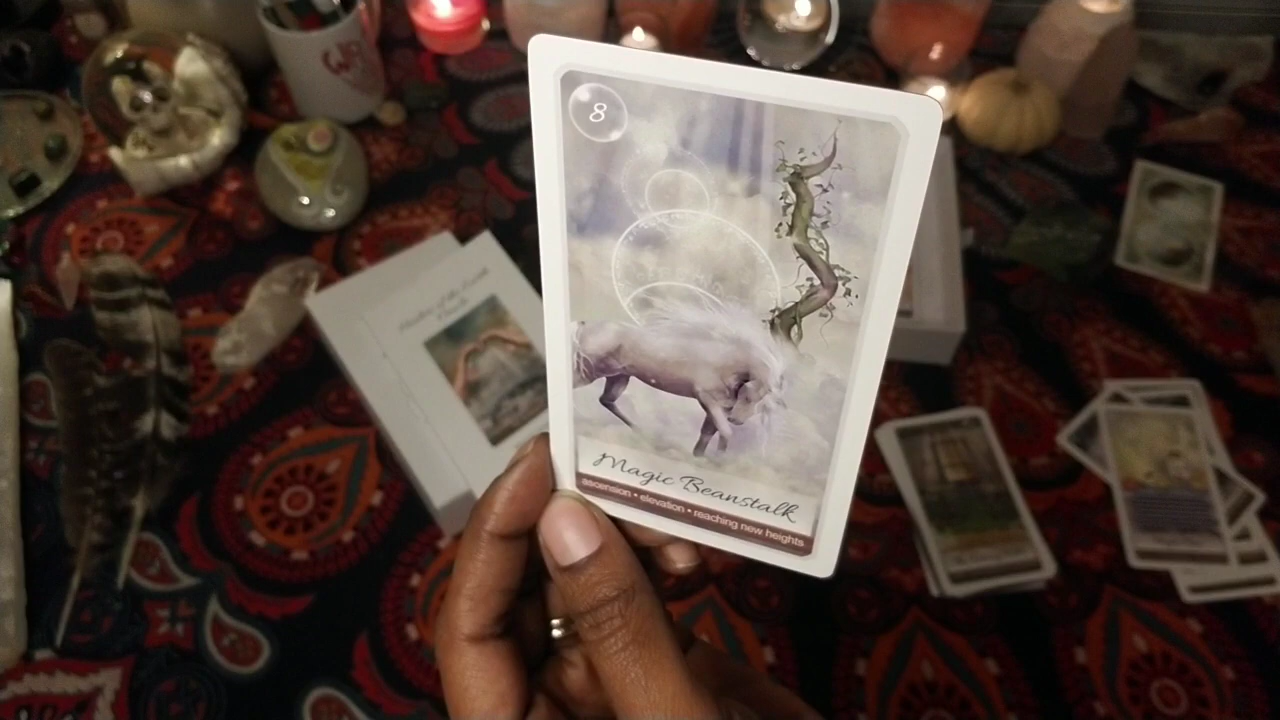 8
Magic Beanstalk
ascension • elevation • reaching new heights